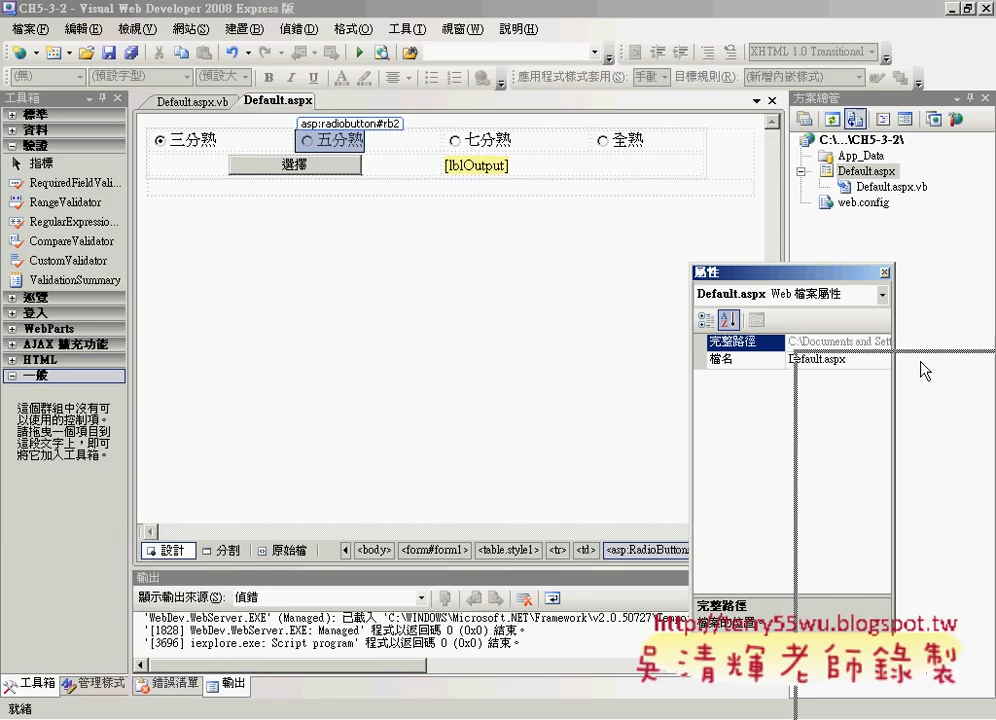 CH5-3-2 - Visual Web Developer 2008 Express 版
檔案(F) 編輯(E) 檢視(V) 網站(S) 建置(B) 偵錯(D) 格式(O) 工具(T) 視窗(W) 說明(H)
XHTML 1.0 Transitional
(無) (預設字型) (預設大 B I U A 應用程式樣式套用(S): 手動 目標規則(R): (新增內嵌樣式)
工具箱
標準
資料
驗證
指標
RequiredFieldVali...
RangeValidator
RegularExpressio...
CompareValidator
CustomValidator
ValidationSummary
巡覽
登入
WebParts
AJAX 擴充功能
HTML
一般
這個群組中沒有可
以使用的控制項。
請拖曳一個項目到
這段文字上,即可
將它加入工具箱。
Default.aspx.vb Default.aspx
asp:radiobutton#rb2
三分熟 五分熟 七分熟 全熟
選擇 [lblOutput]
設計 分割 原始檔 <body> <form#form1> <table.style1> <tr> <td> <asp:RadioButton
輸出
顯示輸出來源(S): 偵錯
'WebDev.WebServer.EXE' (Managed): 已載入 'C:\WINDOWS\Microsoft.NET\Framework\v2.0.50727\Tempo
'[1828] WebDev.WebServer.EXE: Managed' 程式以返回碼 0 (0x0) 結束。
'[3696] iexplore.exe: Script program' 程式以返回碼 0 (0x0) 結束。
工具箱 管理樣式 錯誤清單 輸出
就緒
方案總管
C:\...\CH5-3-2\
App_Data
Default.aspx
Default.aspx.vb
web.config
屬性
Default.aspx Web 檔案屬性
完整路徑 C:\Documents and Sett
檔名 Default.aspx
完整路徑
檔案的位置。
http://terry55wu.blogspot.tw
吳清輝老師錄製